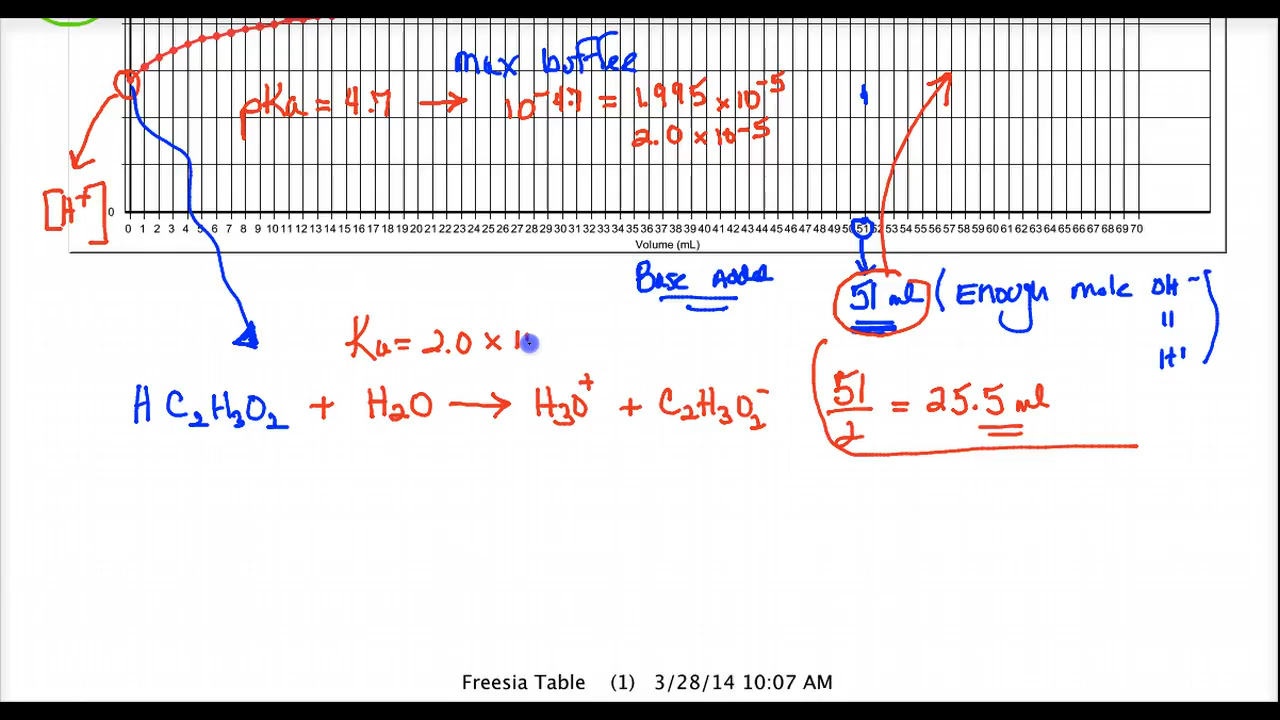 max buffer
pKa = 4.7 → 10^-4.7 = 1.995 × 10^-5
2.0 × 10^-5
[H+]
0
0 1 2 3 4 5 6 7 8 9 10 11 12 13 14 15 16 17 18 19 20 21 22 23 24 25 26 27 28 29 30 31 32 33 34 35 36 37 38 39 40 41 42 43 44 45 46 47 48 49 50 51 52 53 54 55 56 57 58 59 60 61 62 63 64 65 66 67 68 69 70
Volume (mL)
Base Added
51 ml (Enough mole OH-
=
H+)
Ka = 2.0 × 1
HC2H3O2 + H2O → H3O+ + C2H3O2-
51/2 = 25.5 ml
Freesia Table (1) 3/28/14 10:07 AM